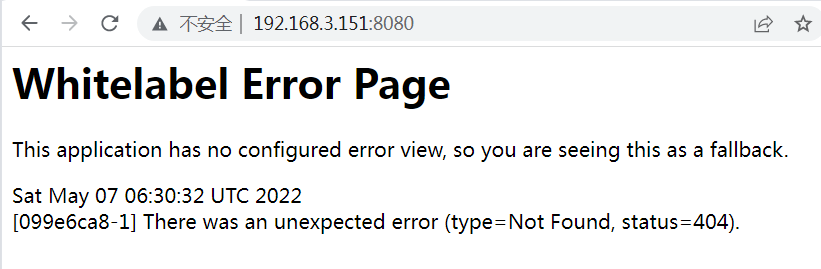 不安全 | 192.168.3.151:8080
Whitelabel Error Page
This application has no configured error view, so you are seeing this as a fallback.
Sat May 07 06:30:32 UTC 2022
[099e6ca8-1] There was an unexpected error (type=Not Found, status=404).